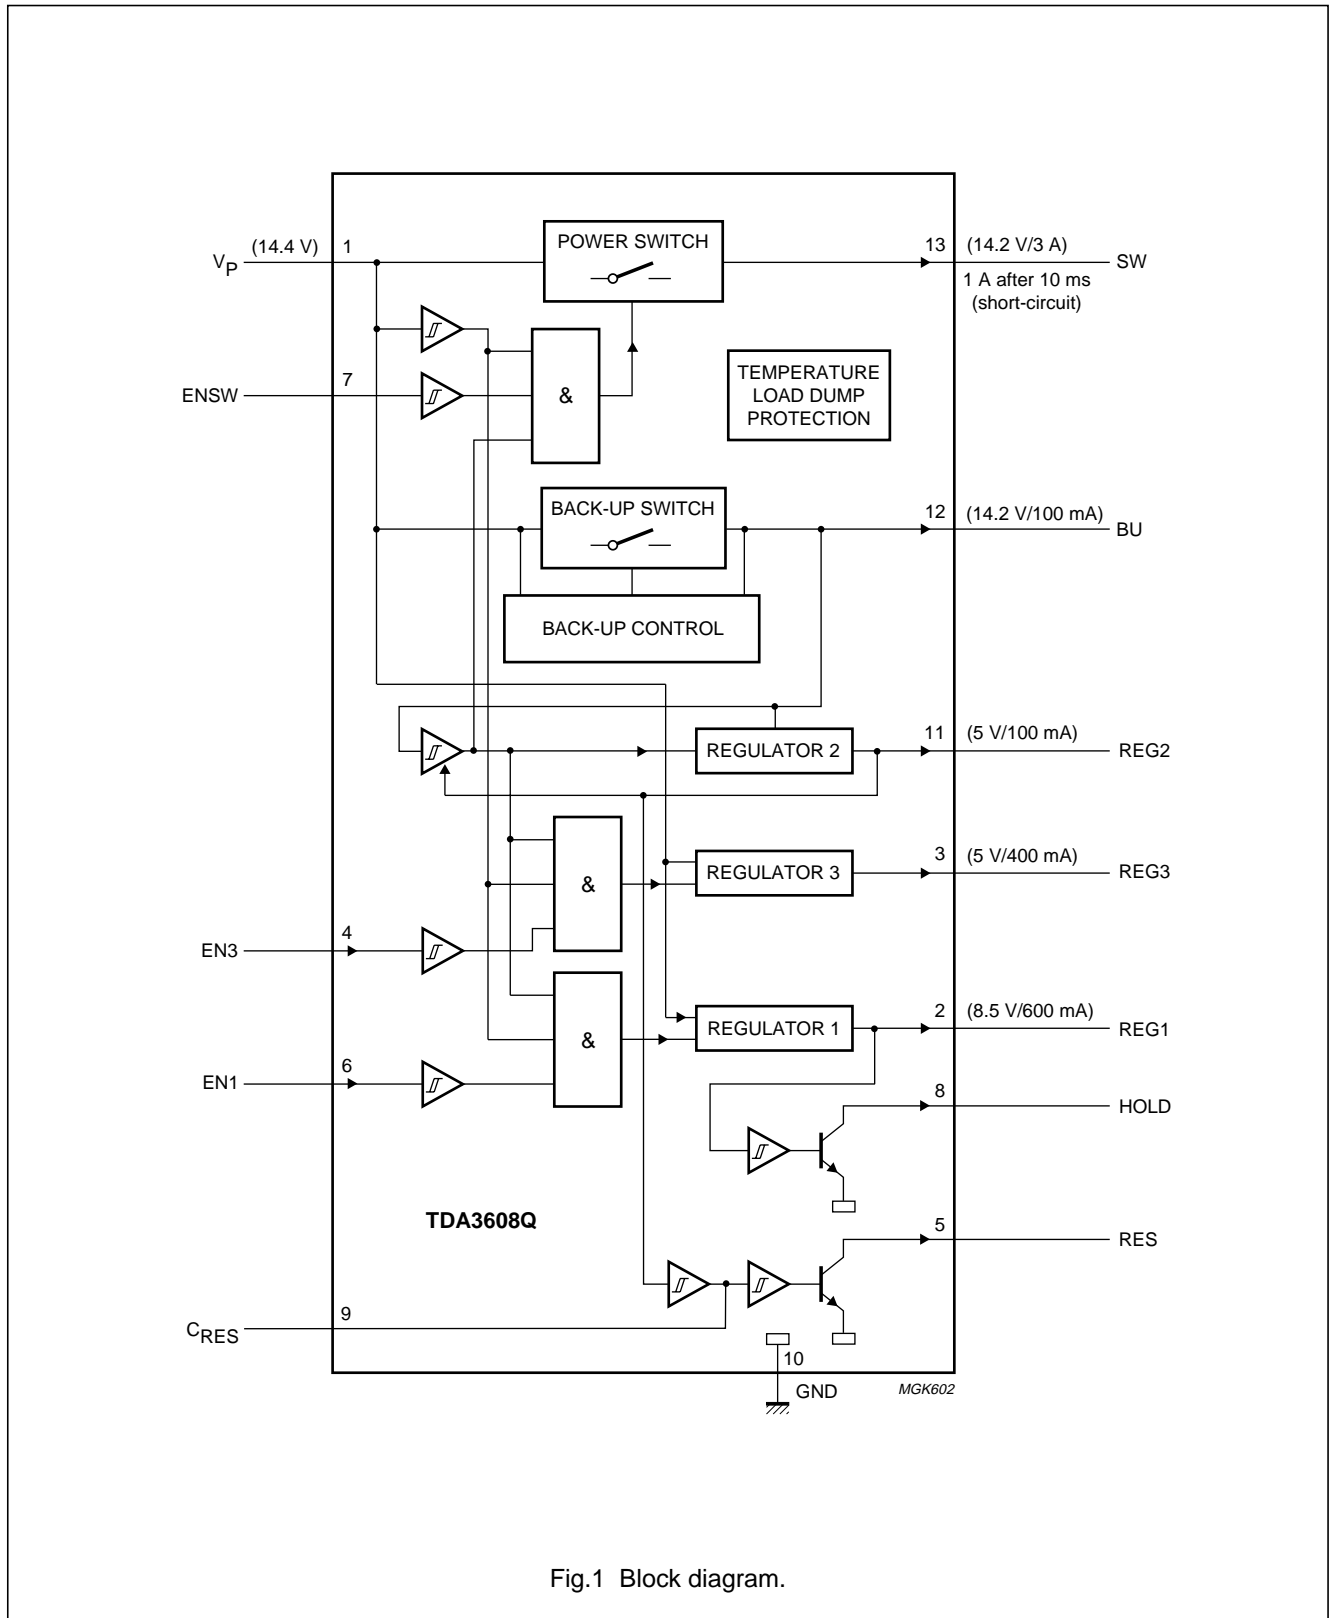 V_P
(14.4 V)
1
POWER SWITCH
13
(14.2 V/3 A)
SW
1 A after 10 ms
(short-circuit)
ENSW
7
&
TEMPERATURE
LOAD DUMP
PROTECTION
BACK-UP SWITCH
12
(14.2 V/100 mA)
BU
BACK-UP CONTROL
REGULATOR 2
11
(5 V/100 mA)
REG2
&
REGULATOR 3
3
(5 V/400 mA)
REG3
EN3
4
&
REGULATOR 1
2
(8.5 V/600 mA)
REG1
EN1
6
8
HOLD
TDA3608Q
5
RES
C_RES
9
10
GND
MGK602
Fig.1 Block diagram.